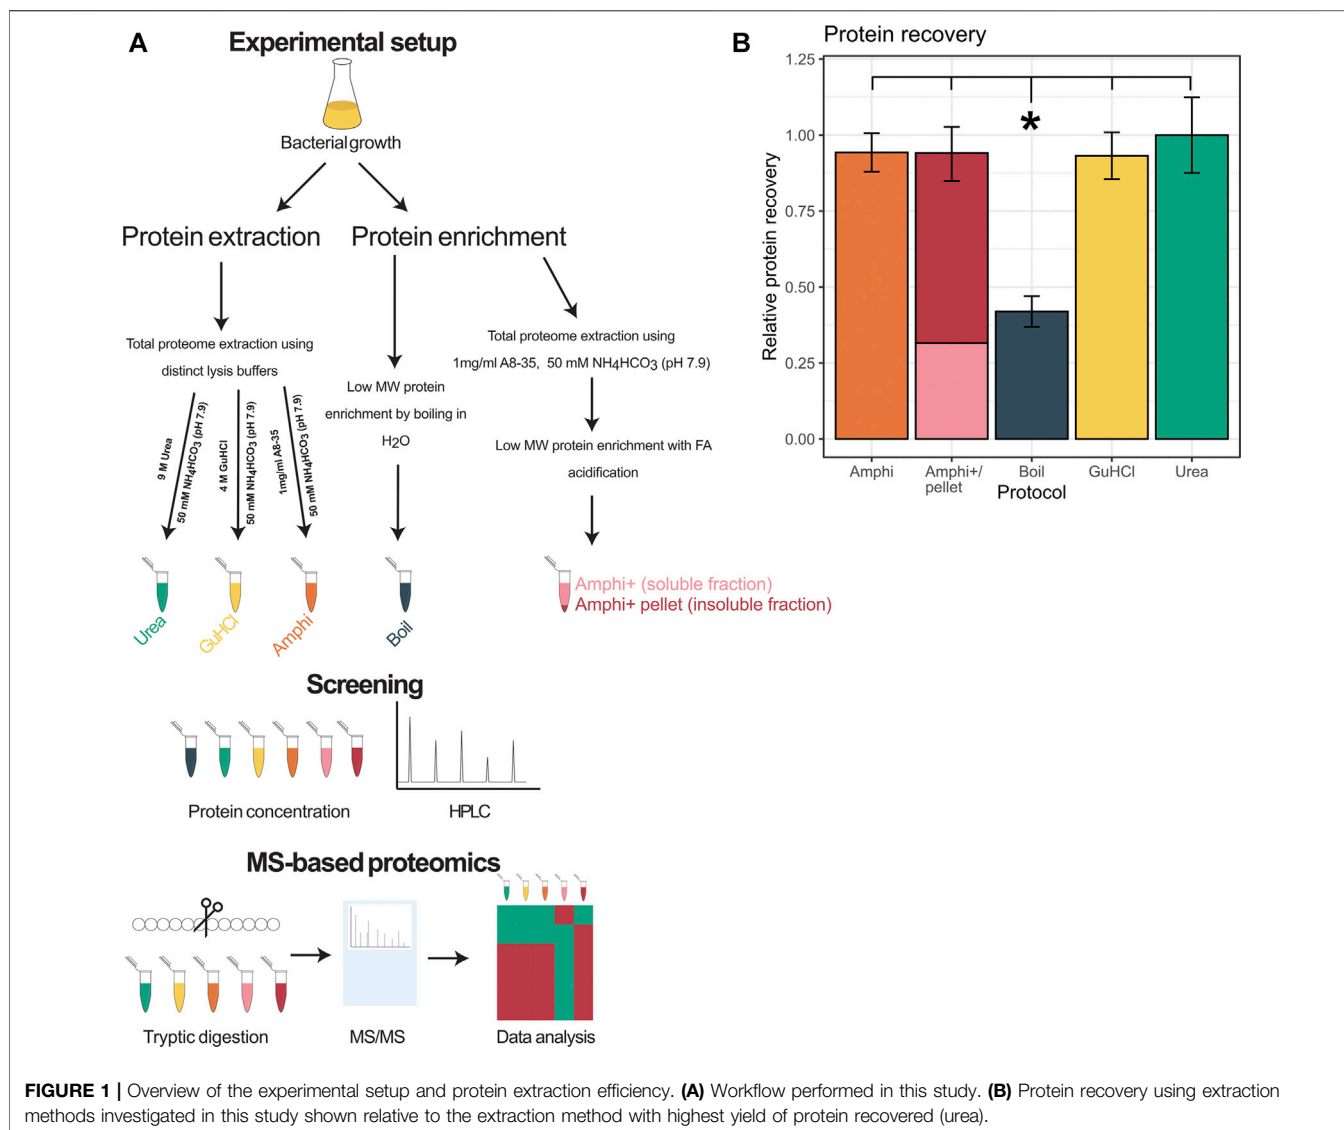 A
Experimental setup
Bacterial growth
Protein extraction
Protein enrichment
Total proteome extraction using
distinct lysis buffers
9 M Urea
50 mM NH4HCO3 (pH 7.9)
4 M GuHCl
50 mM NH4HCO3 (pH 7.9)
1mg/ml A8-35
50 mM NH4HCO3 (pH 7.9)
Low MW protein
enrichment by boiling in
H2O
Total proteome extraction using
1mg/ml A8-35, 50 mM NH4HCO3 (pH 7.9)
Low MW protein enrichment with FA
acidification
Urea
GuHCl
Amphi
Boil
Amphi+ (soluble fraction)
Amphi+ pellet (insoluble fraction)
Screening
Protein concentration
HPLC
MS-based proteomics
Tryptic digestion
MS/MS
Data analysis
B
Protein recovery
Relative protein recovery
1.25
1.00
0.75
0.50
0.25
0.00
*
Amphi
Amphi+/
pellet
Boil
GuHCl
Urea
Protocol
FIGURE 1 | Overview of the experimental setup and protein extraction efficiency. (A) Workflow performed in this study. (B) Protein recovery using extraction
methods investigated in this study shown relative to the extraction method with highest yield of protein recovered (urea).